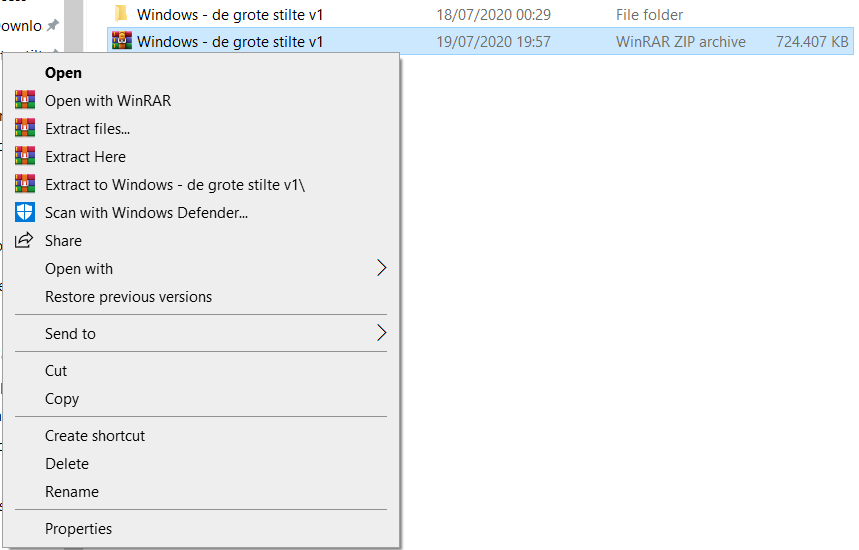 Windows - de grote stilte v1 18/07/2020 00:29 File folder
Downlo
Windows - de grote stilte v1 19/07/2020 19:57 WinRAR ZIP archive 724.407 KB
Open
Open with WinRAR
Extract files...
Extract Here
Extract to Windows - de grote stilte v1\
Scan with Windows Defender...
Share
Open with
Restore previous versions
Send to
Cut
Copy
Create shortcut
Delete
Rename
Properties